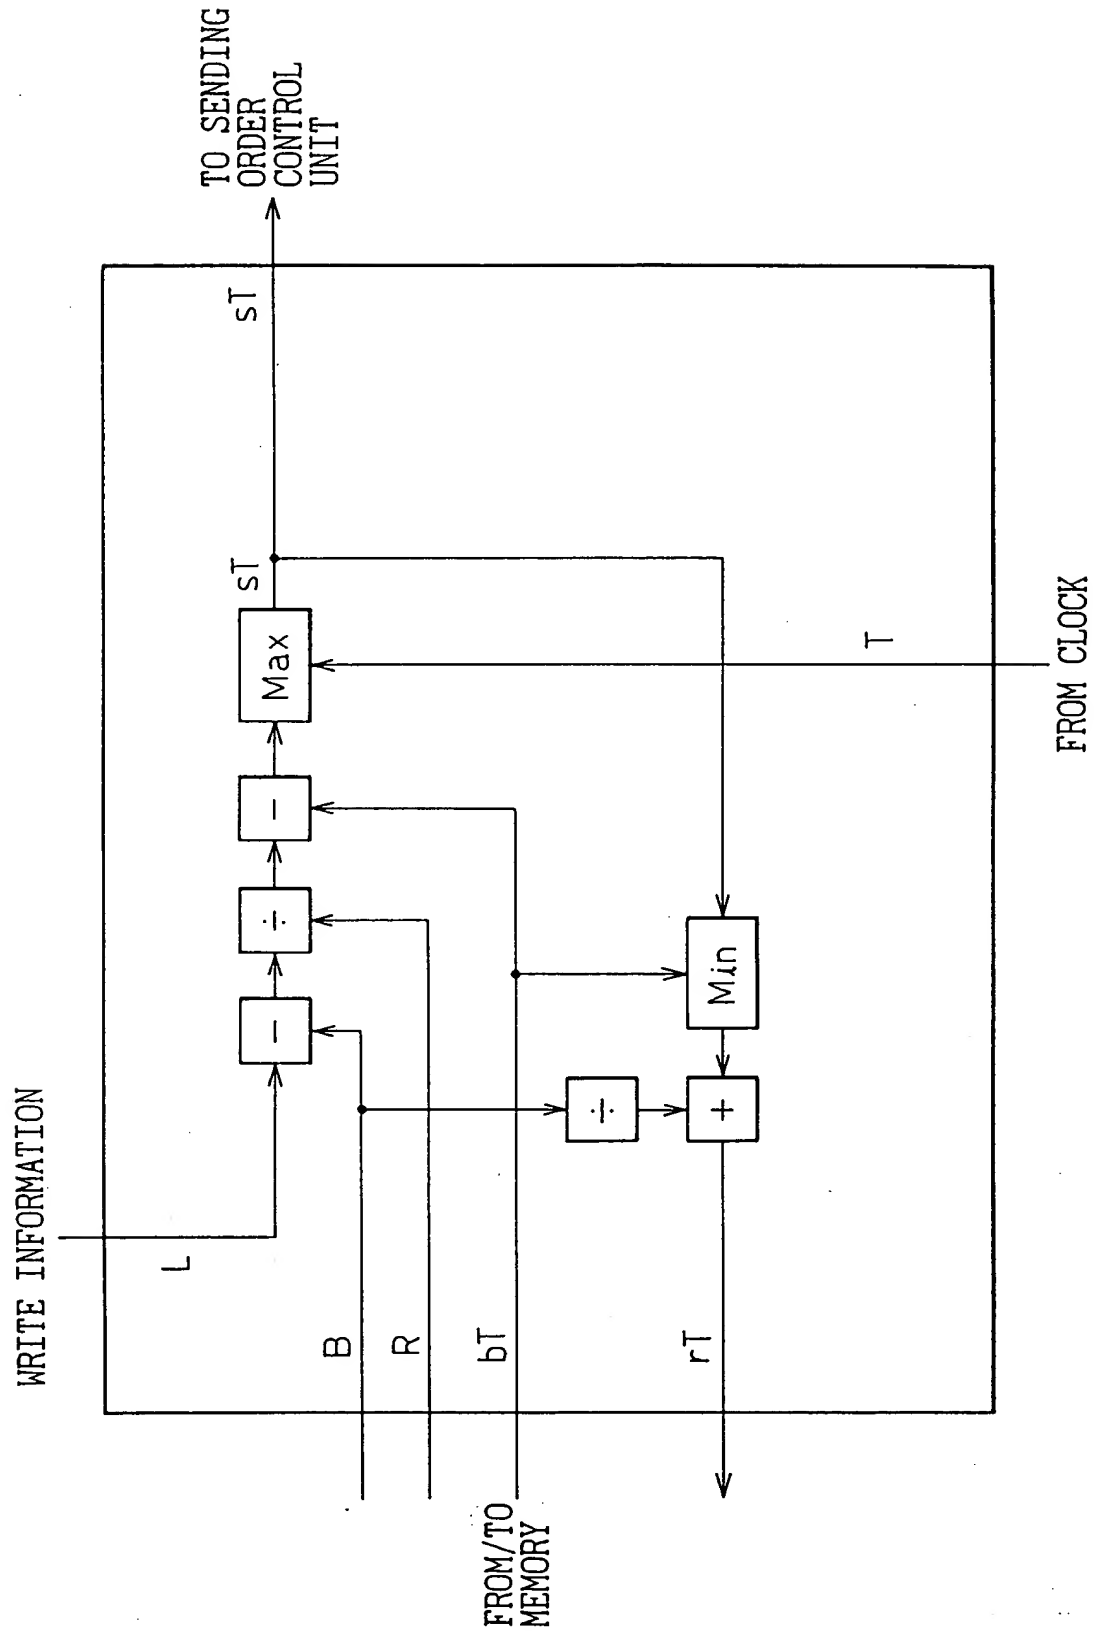 WRITE INFORMATION
L
B
R
bT
rT
FROM/TO
MEMORY
-
÷
-
Max
sT
sT
TO SENDING
ORDER
CONTROL
UNIT
÷
+
Min
T
FROM CLOCK